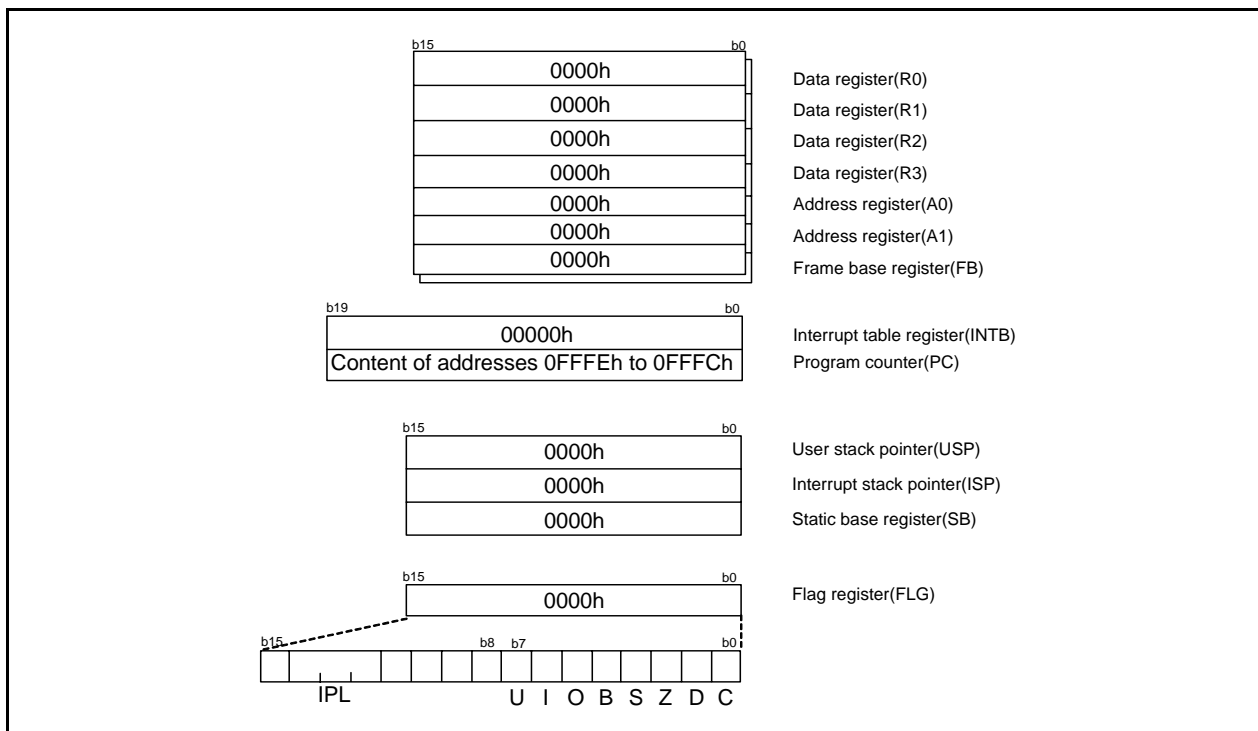 b15 b0
0000h Data register(R0)
0000h Data register(R1)
0000h Data register(R2)
0000h Data register(R3)
0000h Address register(A0)
0000h Address register(A1)
0000h Frame base register(FB)
b19 b0
00000h Interrupt table register(INTB)
Content of addresses 0FFFEh to 0FFFCh Program counter(PC)
b15 b0
0000h User stack pointer(USP)
0000h Interrupt stack pointer(ISP)
0000h Static base register(SB)
b15 b0
0000h Flag register(FLG)
b15 b8 b7 b0
IPL U I O B S Z D C